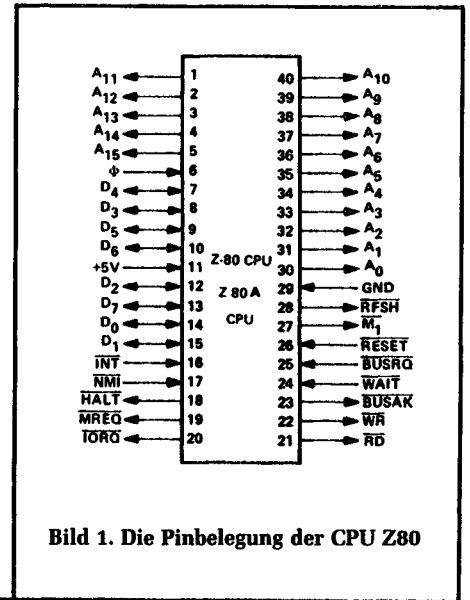 A11 1 40 A10
A12 2 39 A9
A13 3 38 A8
A14 4 37 A7
A15 5 36 A6
Φ 6 35 A5
D4 7 34 A4
D3 8 33 A3
D5 9 32 A2
D6 10 31 A1
Z-80 CPU
+5V 11 30 A0
D2 12 29 GND
Z 80 A
D7 13 28 RFSH
CPU
D0 14 27 M1
D1 15 26 RESET
INT 16 25 BUSRQ
NMI 17 24 WAIT
HALT 18 23 BUSAK
MREQ 19 22 WR
IORQ 20 21 RD
Bild 1. Die Pinbelegung der CPU Z80